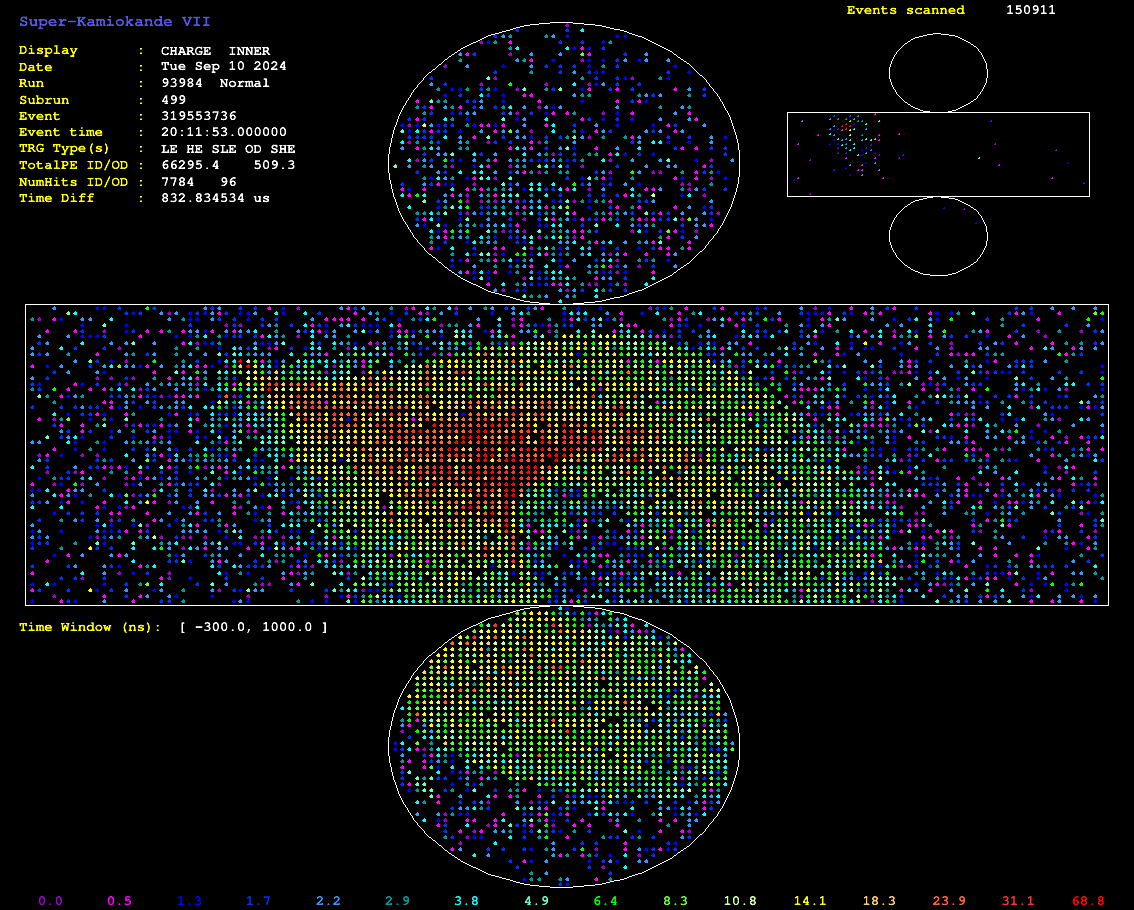 Super-Kamiokande VII
Events scanned 150911
Display : CHARGE INNER
Date : Tue Sep 10 2024
Run : 93984 Normal
Subrun : 499
Event : 319553736
Event time : 20:11:53.000000
TRG Type(s) : LE HE SLE OD SHE
TotalPE ID/OD : 66295.4 509.3
NumHits ID/OD : 7784 96
Time Diff : 832.834534 us
Time Window (ns): [ -300.0, 1000.0 ]
0.0 0.5 1.3 1.7 2.2 2.9 3.8 4.9 6.4 8.3 10.8 14.1 18.3 23.9 31.1 68.8